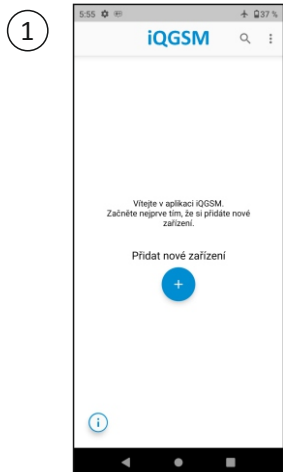 1
5:55 37 %
iQGSM
Vítejte v aplikaci iQGSM.
Začněte nejprve tím, že si přidáte nové
zařízení.
Přidat nové zařízení
+
i